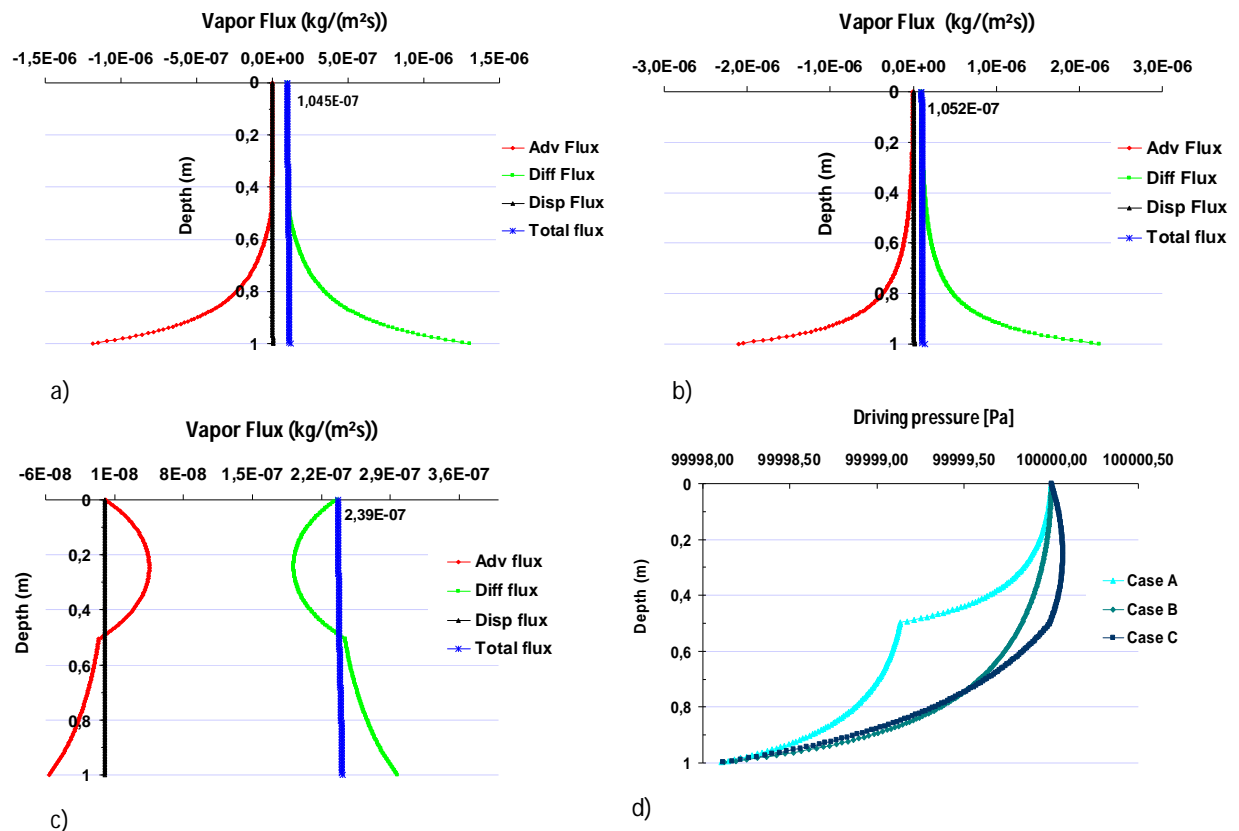 Vapor Flux (kg/(m²s))
-1,5E-06 -1,0E-06 -5,0E-07 0,0E+00 5,0E-07 1,0E-06 1,5E-06
0
0,2
0,4
0,6
0,8
1
Depth (m)
1,045E-07
Adv Flux
Diff Flux
Disp Flux
Total flux
a)
Vapor Flux (kg/(m²s))
-3,0E-06 -2,0E-06 -1,0E-06 0,0E+00 1,0E-06 2,0E-06 3,0E-06
0
0,2
0,4
0,6
0,8
1
Depth (m)
1,052E-07
Adv Flux
Diff Flux
Disp Flux
Total flux
b)
Vapor Flux (kg/(m²s))
-6E-08 1E-08 8E-08 1,5E-07 2,2E-07 2,9E-07 3,6E-07
0
0,2
0,4
0,6
0,8
1
Depth (m)
2,39E-07
Adv flux
Diff flux
Disp flux
Total flux
c)
Driving pressure [Pa]
99998,00 99998,50 99999,00 99999,50 100000,00 100000,50
0
0,2
0,4
0,6
0,8
1
Depth (m)
Case A
Case B
Case C
d)